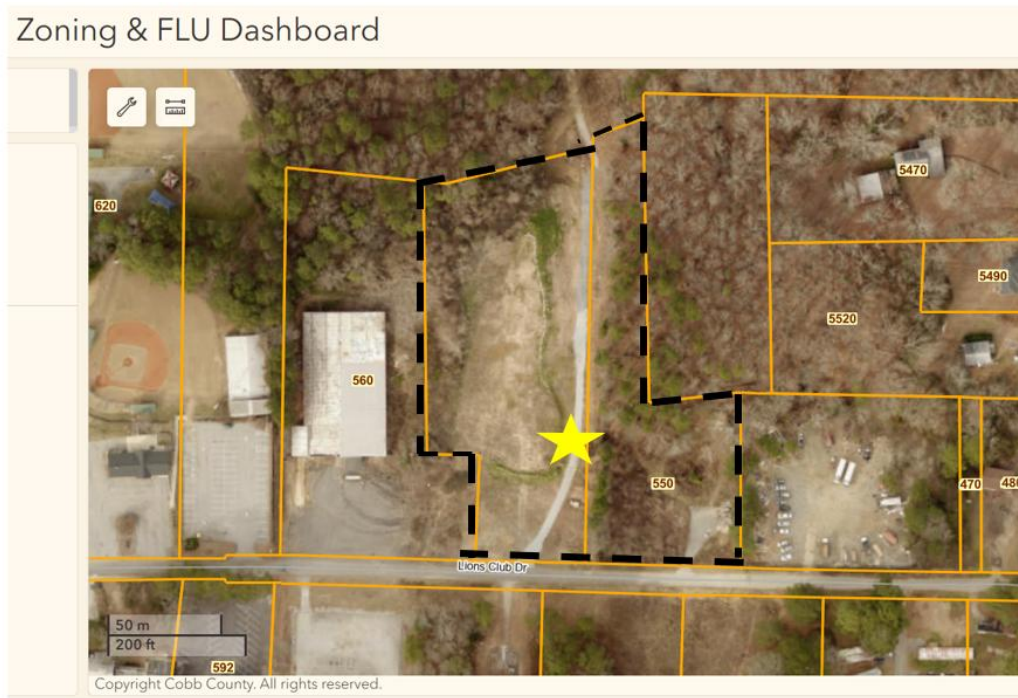 Zoning & FLU Dashboard
5470
620
5490
5520
560
550
470
480
Lions Club Dr
50 m
200 ft
592
Copyright Cobb County. All rights reserved.